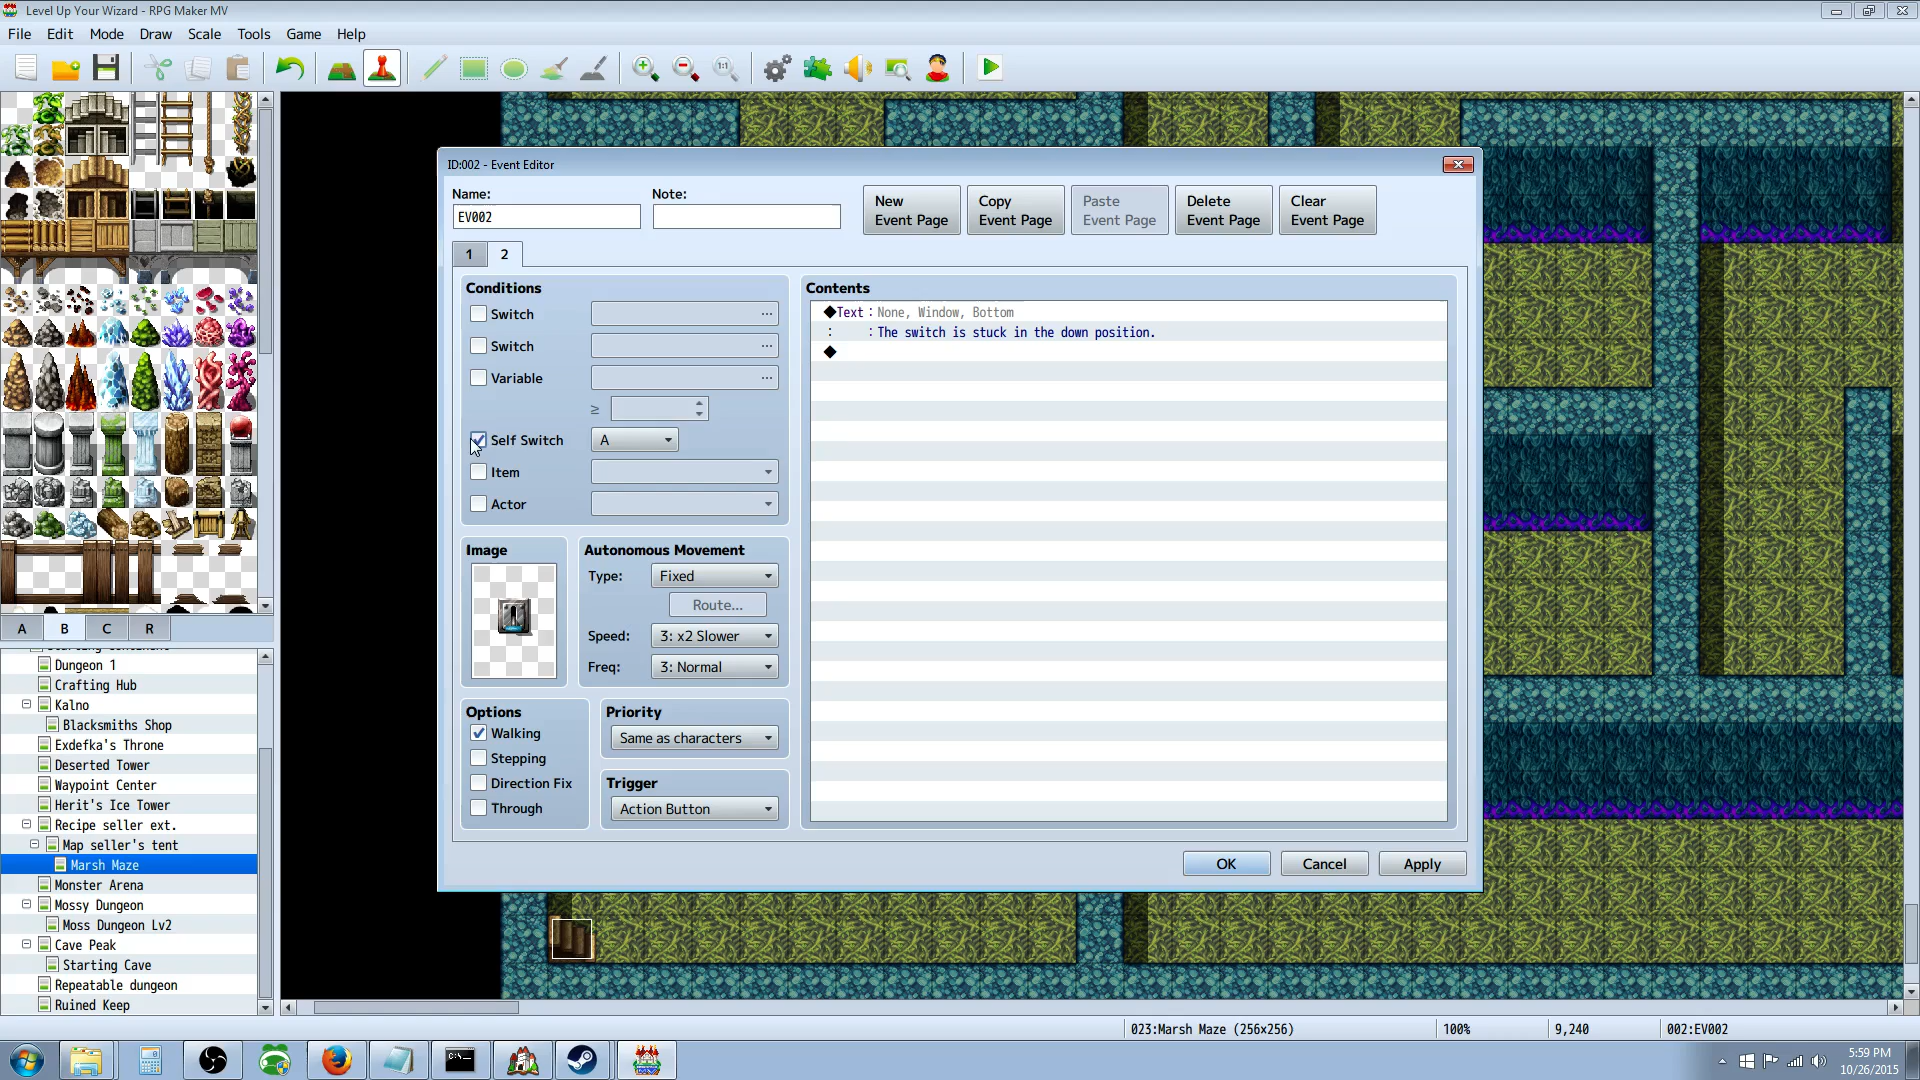 Level Up Your Wizard - RPG Maker MV
File Edit Mode Draw Scale Tools Game Help
1:1
ID:002 - Event Editor
Name:
Note:
EV002
New Event Page
Copy Event Page
Paste Event Page
Delete Event Page
Clear Event Page
1 2
Conditions
Switch ...
Switch ...
Variable ...
≥
Self Switch A
Item
Actor
Image
Autonomous Movement
Type: Fixed
Route...
Speed: 3: x2 Slower
Freq: 3: Normal
Options
Walking
Stepping
Direction Fix
Through
Priority
Same as characters
Trigger
Action Button
Contents
◆Text : None, Window, Bottom
: : The switch is stuck in the down position.
◆
OK Cancel Apply
A B C R
Dungeon 1
Crafting Hub
Kalno
Blacksmiths Shop
Exdefka's Throne
Deserted Tower
Waypoint Center
Herit's Ice Tower
Recipe seller ext.
Map seller's tent
Marsh Maze
Monster Arena
Mossy Dungeon
Moss Dungeon Lv2
Cave Peak
Starting Cave
Repeatable dungeon
Ruined Keep
023:Marsh Maze (256x256) 100% 9,240 002:EV002
C:\_
5:59 PM
10/26/2015